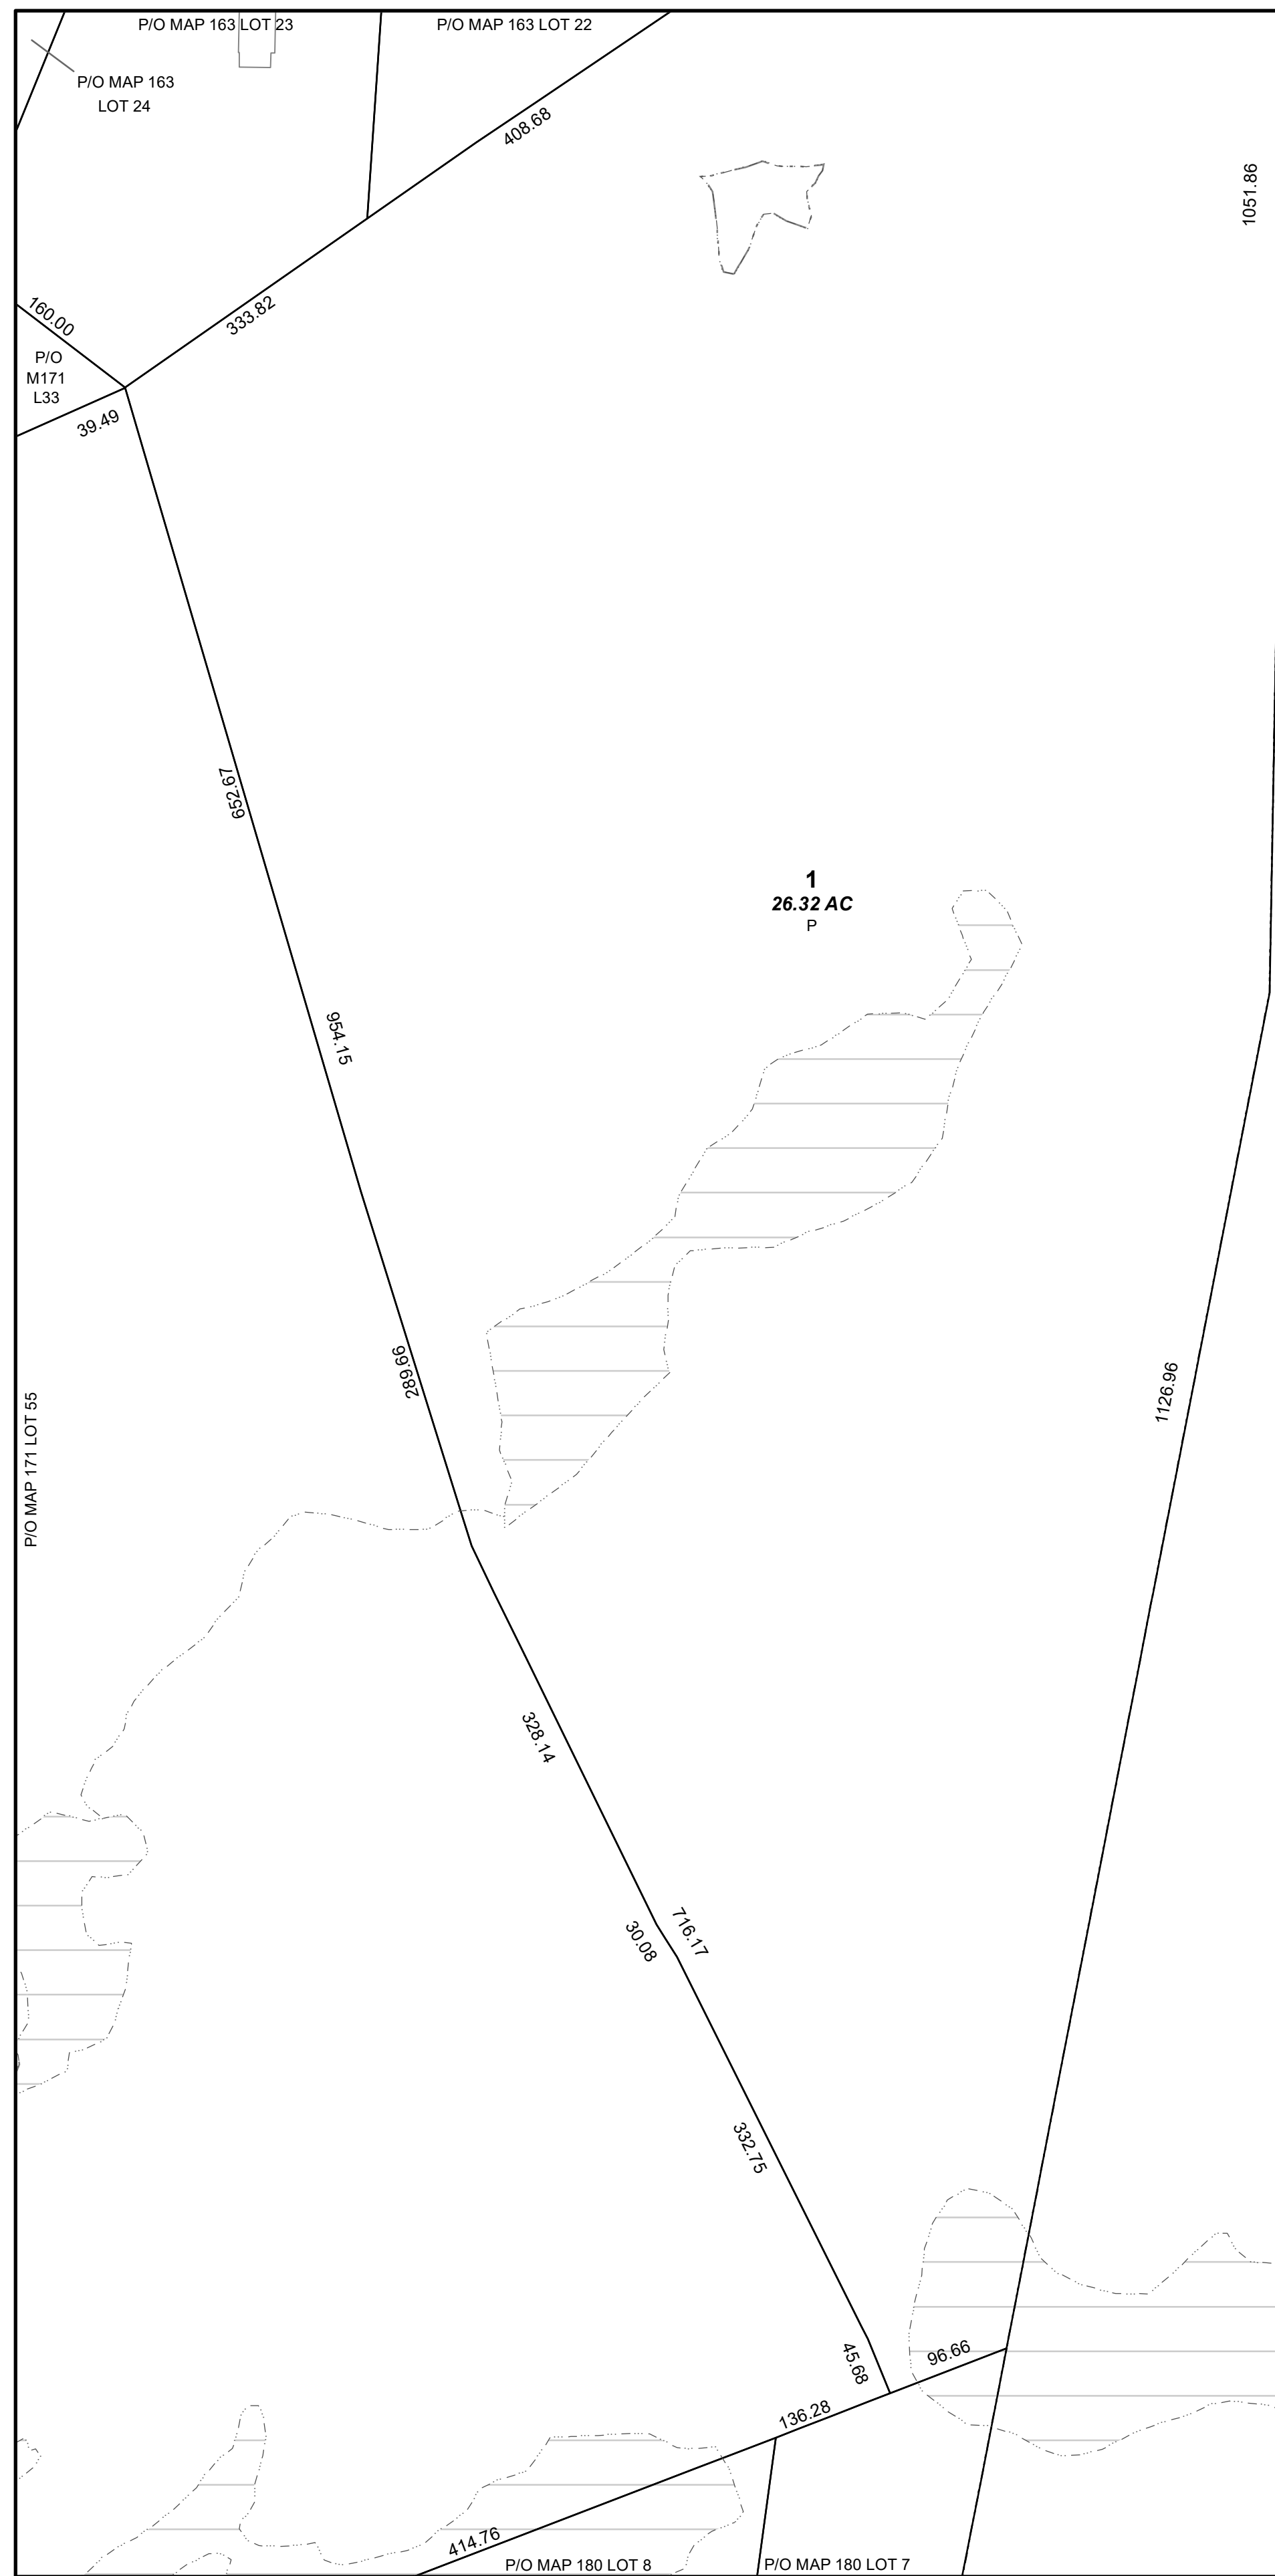 P/O MAP 163 LOT 23
P/O MAP 163 LOT 22
P/O MAP 163
LOT 24
408.68
1051.86
160.00
333.82
P/O
M171
L33
39.49
652.67
1
26.32 AC
P
954.15
289.66
1126.96
P/O MAP 171 LOT 55
328.14
716.17
30.08
332.75
45.68
96.66
136.28
414.76
P/O MAP 180 LOT 8
P/O MAP 180 LOT 7